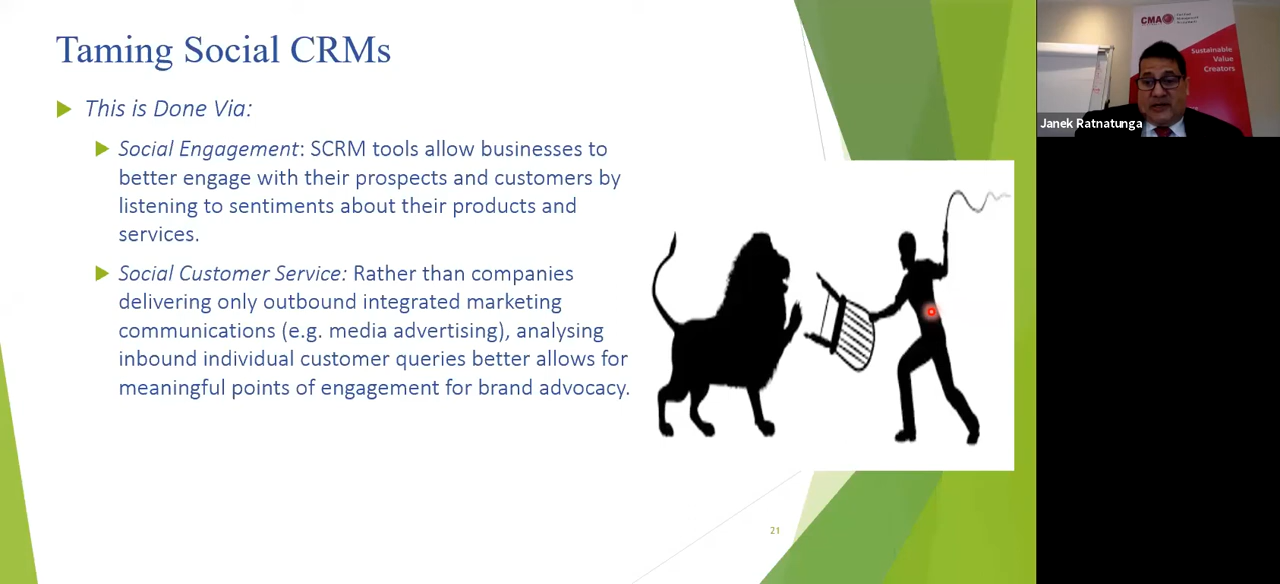 Taming Social CRMs
This is Done Via:
Social Engagement: SCRM tools allow businesses to
better engage with their prospects and customers by
listening to sentiments about their products and
services.
Social Customer Service: Rather than companies
delivering only outbound integrated marketing
communications (e.g. media advertising), analysing
inbound individual customer queries better allows for
meaningful points of engagement for brand advocacy.
21
CMA
Sustainable
Value
Creators
Janek Ratnatunga